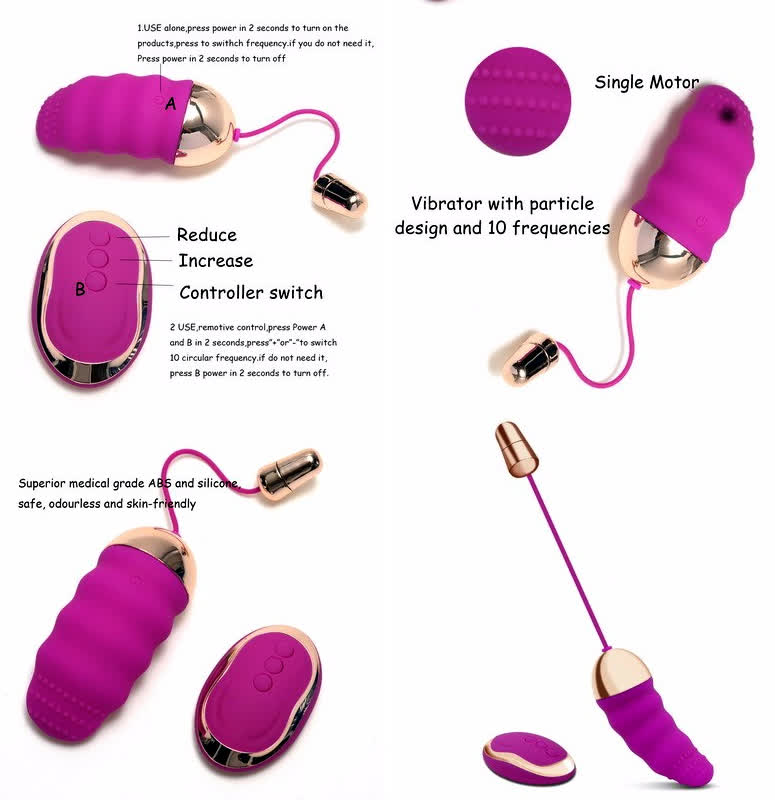 1.USE alone,press power in 2 seconds to turn on the
products,press to swithch frequency.if you do not need it,
Press power in 2 seconds to turn off
A
Single Motor
Vibrator with particle
design and 10 frequencies
Reduce
Increase
B
Controller switch
2 USE,remotive control,press Power A
and B in 2 seconds,press"+"or"-"to switch
10 circular frequency.if do not need it,
press B power in 2 seconds to turn off.
Superior medical grade ABS and silicone,
safe, odourless and skin-friendly